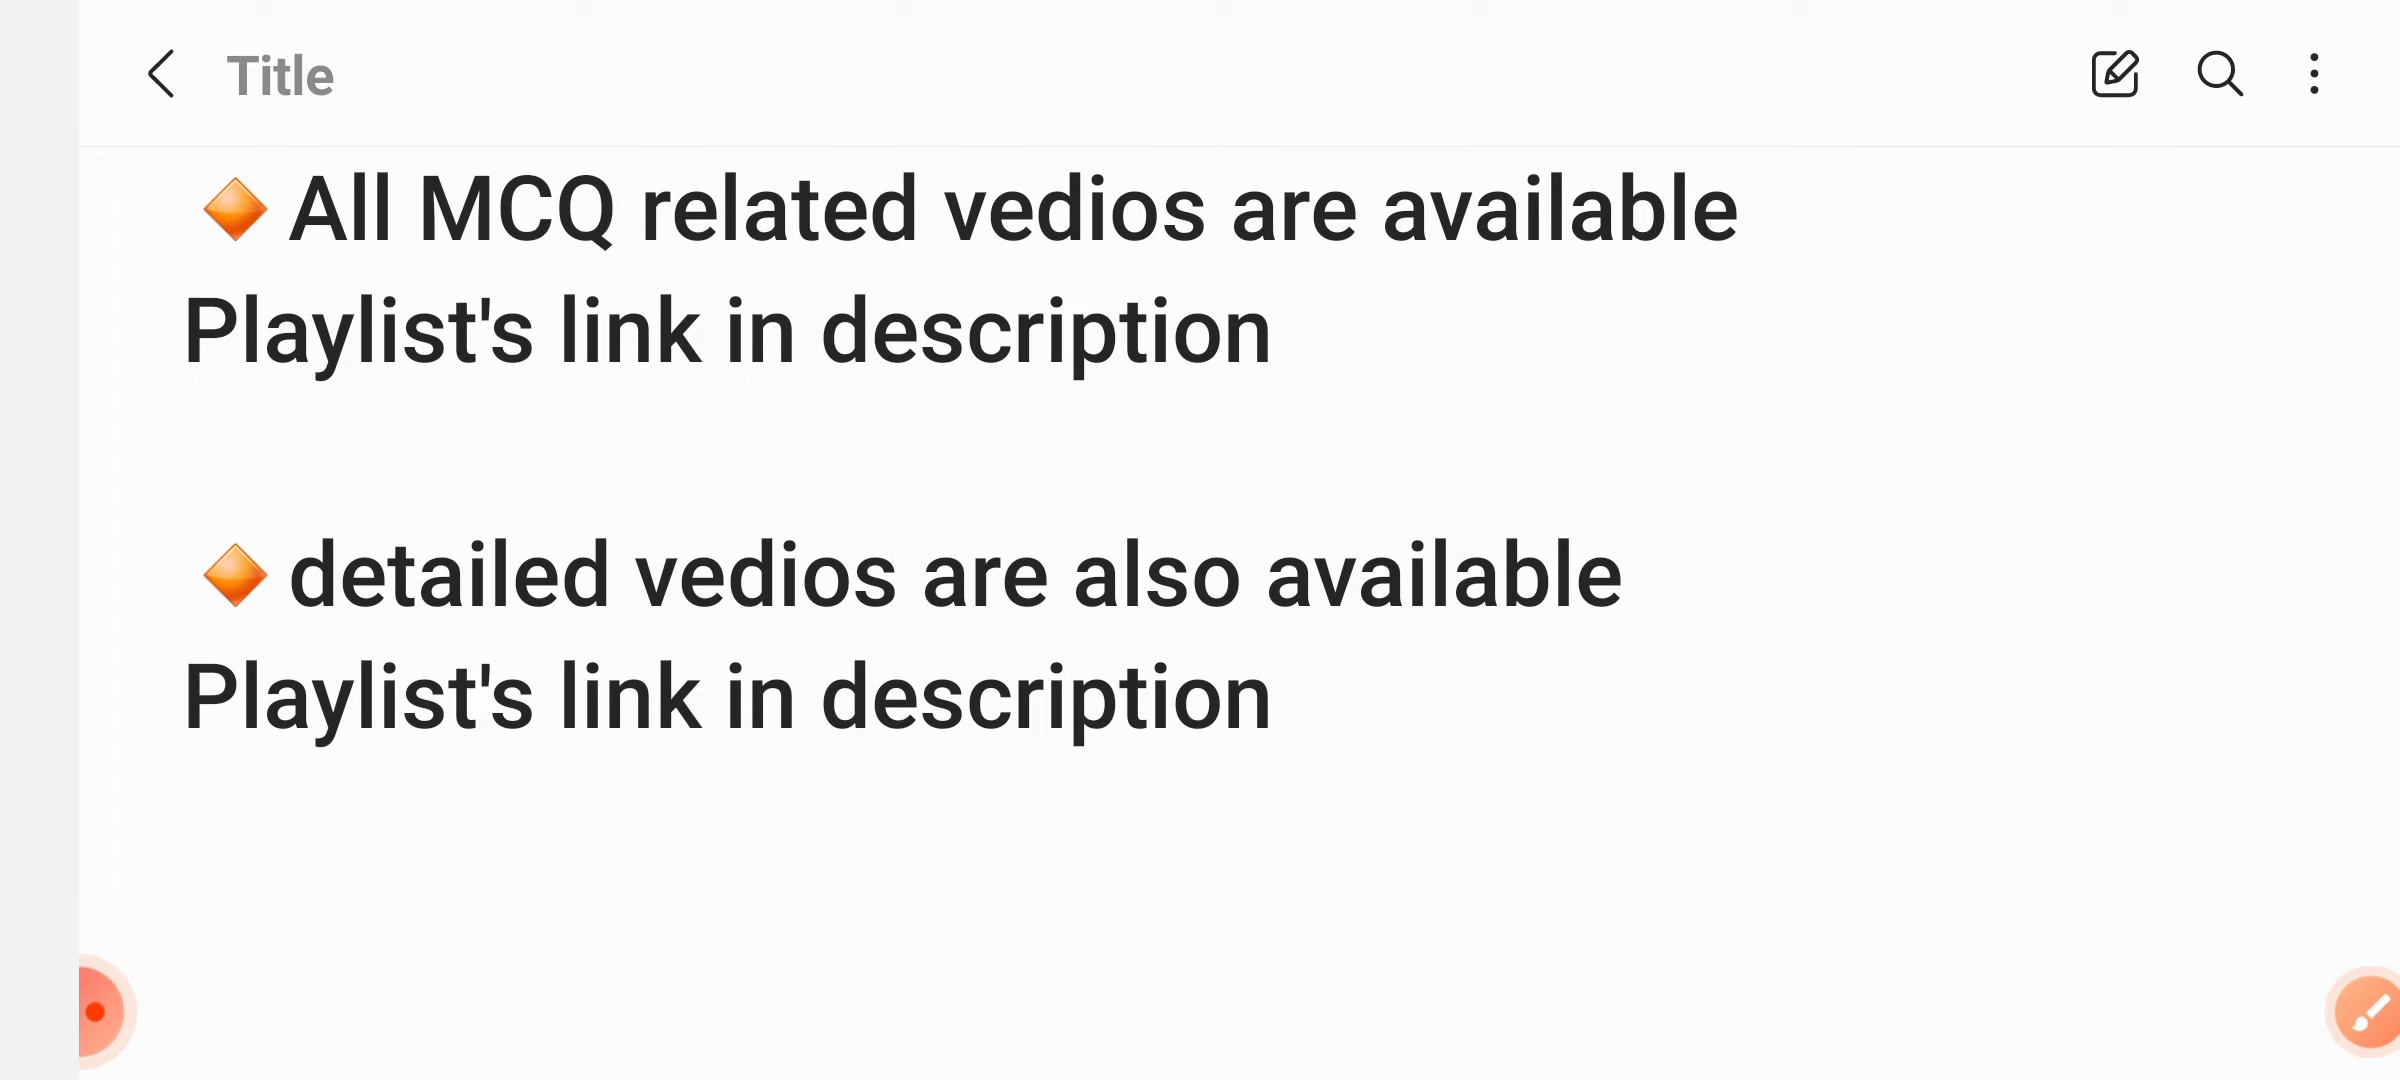 Title
🔸All MCQ related vedios are available
Playlist's link in description
🔸detailed vedios are also available
Playlist's link in description